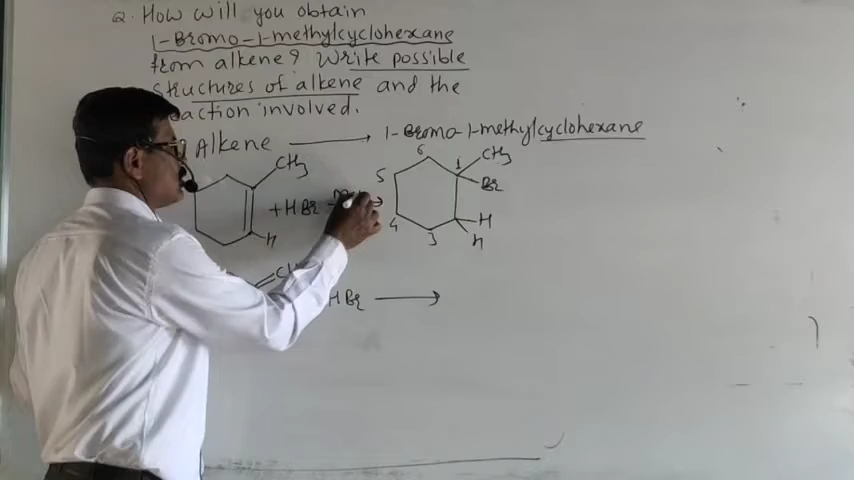 Q. How will you obtain
1-Bromo-1-methylcyclohexane
from alkene? Write possible
structures of alkene and the
action involved.
Alkene → 1-Bromo-1-methylcyclohexane
CH3
+ HBr
H
6
1
CH3
5
Br
4
3
H
H
HBr →